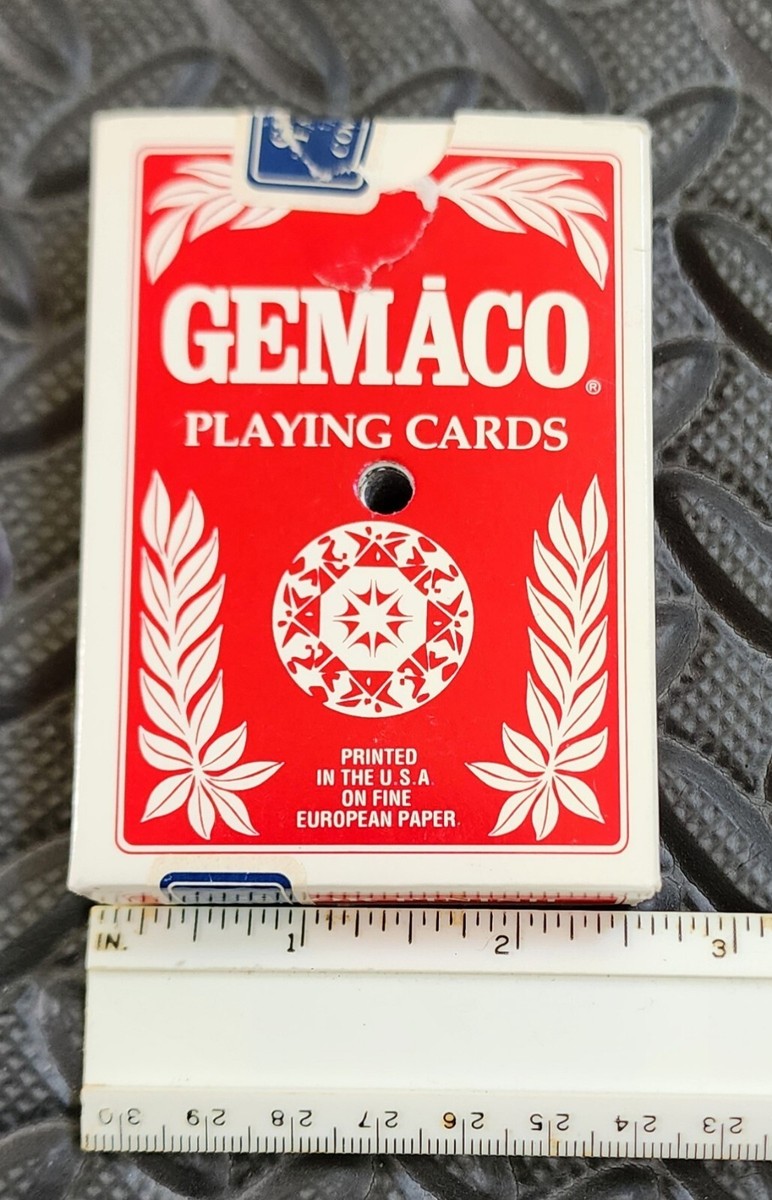 GEMĀCO®
PLAYING CARDS
PRINTED
IN THE U.S.A.
ON FINE
EUROPEAN PAPER
IN. 1 2 3
30 29 28 27 26 25 24 23